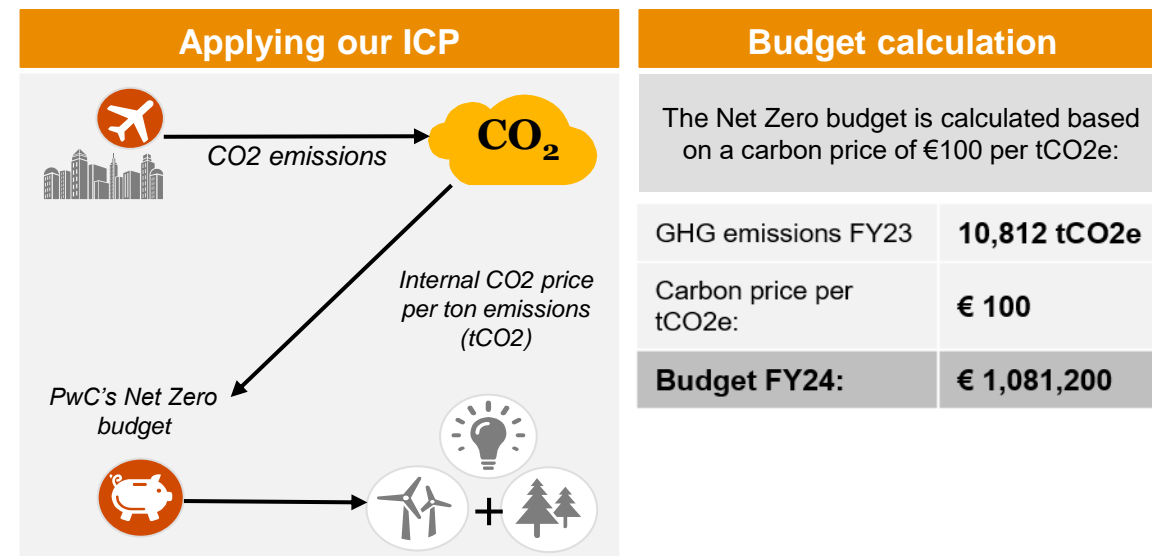 Applying our ICP
CO2 emissions
CO₂
Internal CO2 price
per ton emissions
(tCO2)
PwC’s Net Zero
budget
Budget calculation
The Net Zero budget is calculated based
on a carbon price of €100 per tCO2e:
GHG emissions FY23 10,812 tCO2e
Carbon price per
tCO2e:
€ 100
Budget FY24: € 1,081,200